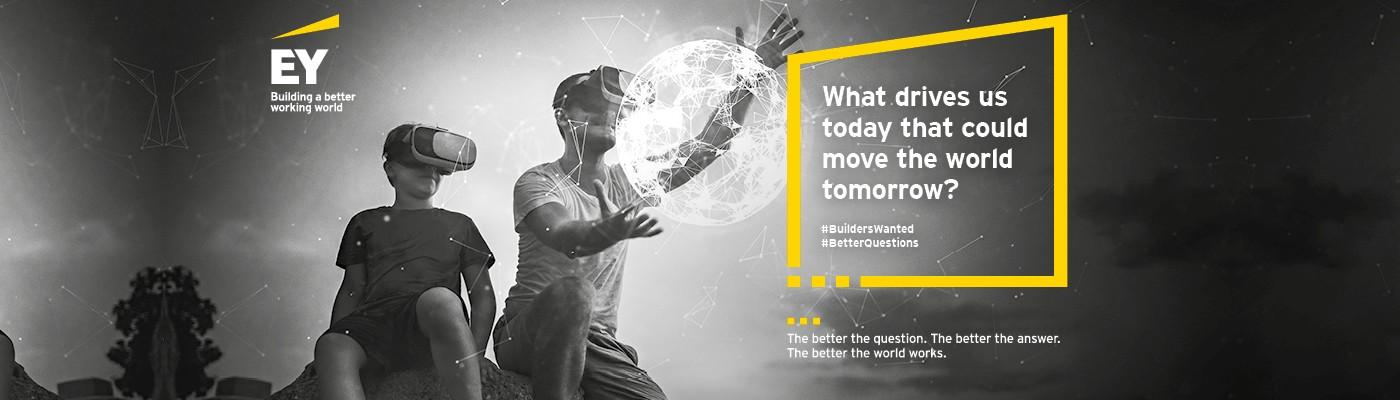 EY
Building a better
working world
What drives us
today that could
move the world
tomorrow?
#BuildersWanted
#BetterQuestions
The better the question. The better the answer.
The better the world works.